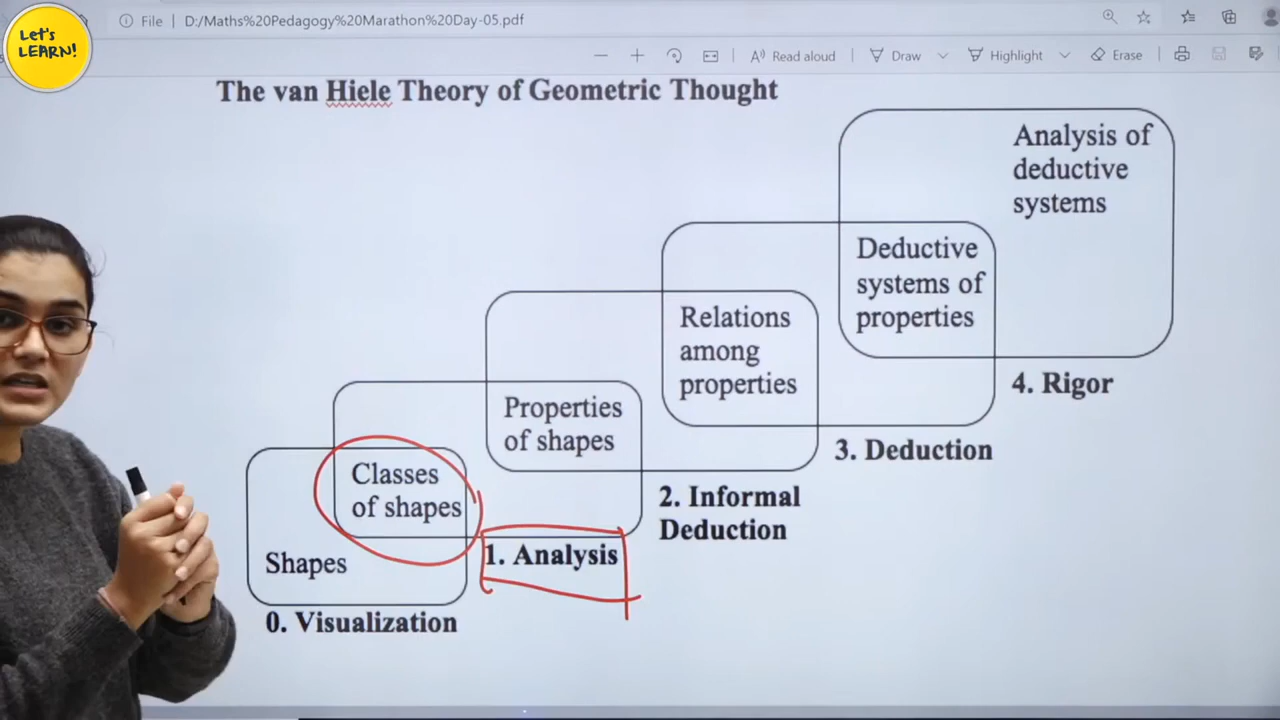 Let's
LEARN!
File | D:/Maths%20Pedagogy%20Marathon%20Day-05.pdf
Read aloud
Draw
Highlight
Erase
The van Hiele Theory of Geometric Thought
Analysis of
deductive
systems
Deductive
systems of
properties
4. Rigor
Relations
among
properties
3. Deduction
Properties
of shapes
2. Informal
Deduction
Classes
of shapes
1. Analysis
Shapes
0. Visualization